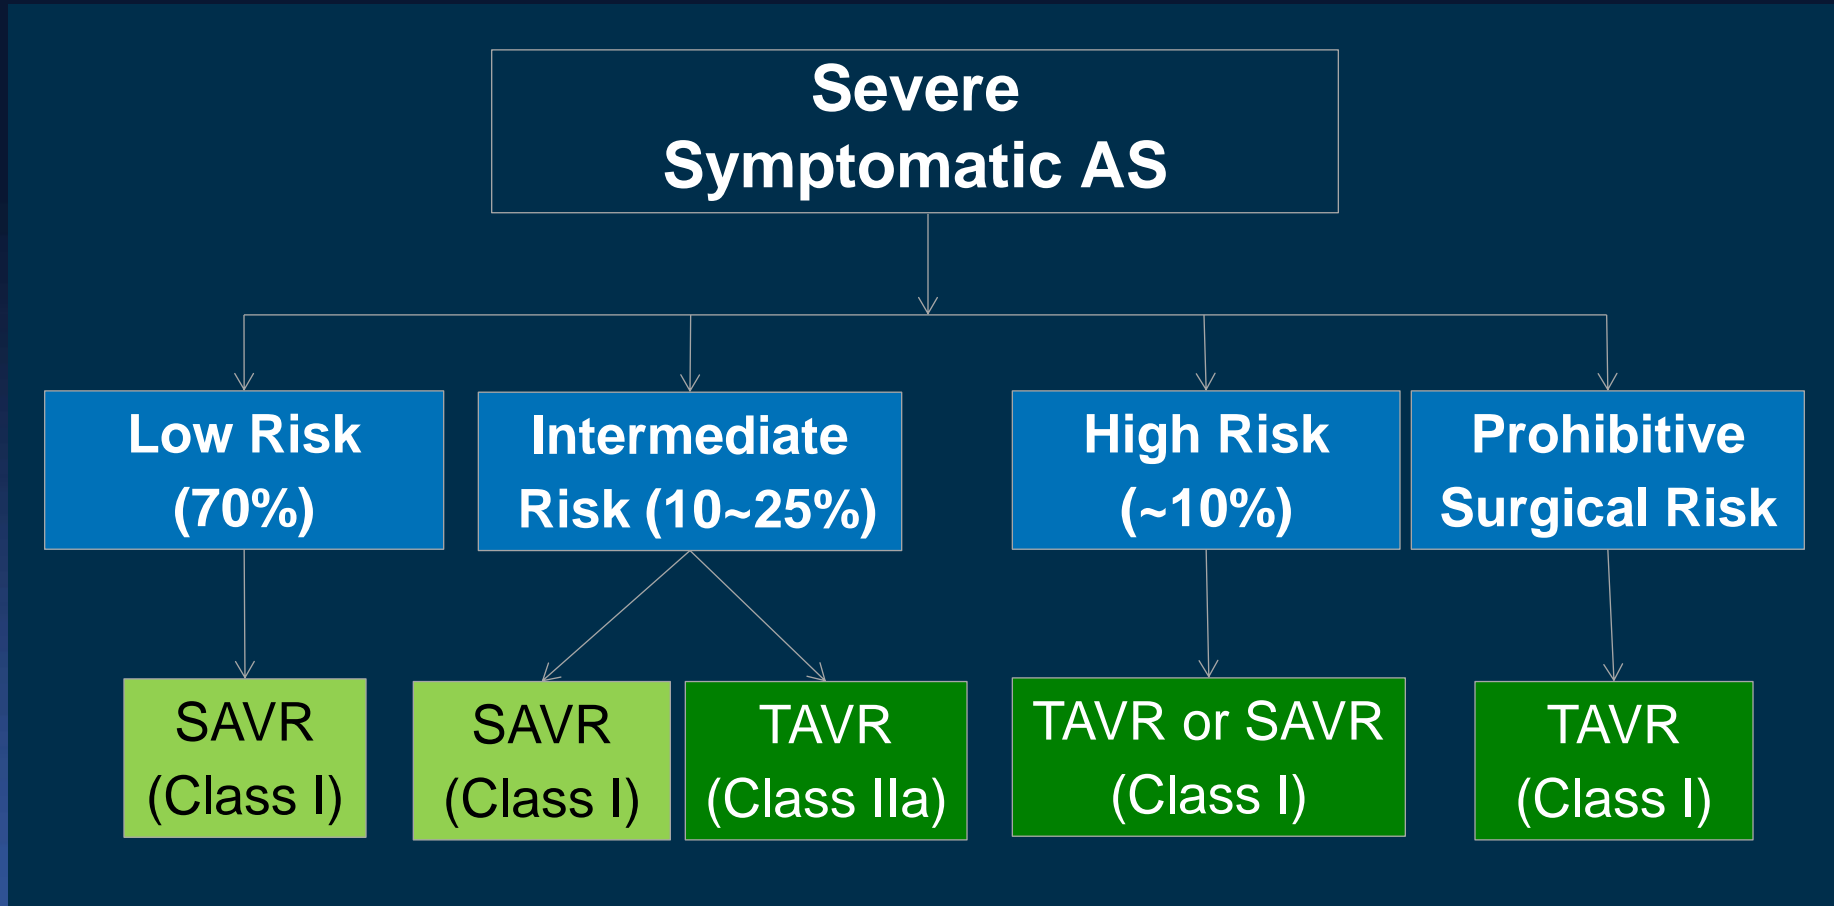 Severe
Symptomatic AS
Low Risk
(70%)
Intermediate
Risk (10~25%)
High Risk
(~10%)
Prohibitive
Surgical Risk
SAVR
(Class I)
SAVR
(Class I)
TAVR
(Class IIa)
TAVR or SAVR
(Class I)
TAVR
(Class I)